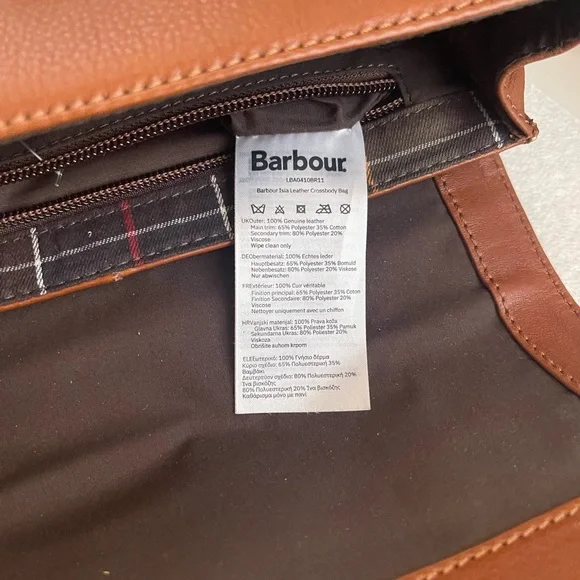 Barbour
LBA0410BR11
Barbour Isla Leather Crossbody Bag
UKOuter: 100% Genuine leather
Main trim: 65% Polyester 35% Cotton
Secondary trim: 80% Polyester 20%
Viscose
Wipe clean only
DEObermaterial: 100% Echtes leder
Hauptbesatz: 65% Polyester 35% Bomuld
Nebenbesatz: 80% Polyester 20% Viskose
Nur abwischen
FRExtérieur: 100% Cuir véritable
Finition principal: 65% Polyester 35% Coton
Finition Secondaire: 80% Polyester 20%
Viscose
Nettoyer uniquement avec un chiffon
HRVanjski materijal: 100% Prava koža
Glavna Ukras: 65% Poliester 35% Pamuk
Sekundarna Ukras: 80% Poliester 20%
Viskoza
Obrišite suhom krpom
ELΕξωτερικό: 100% Γνήσιο δέρμα
Κύριο σχέδιο: 65% Πολυεστερική 35%
Βαμβάκι
Δευτερεύον σχέδιο: 80% Πολυεστερική 20%
Ίνα βισκόζης
80% Πολυεστερική 20% Ίνα βισκόζης
Καθάρισμα μόνο με πανί